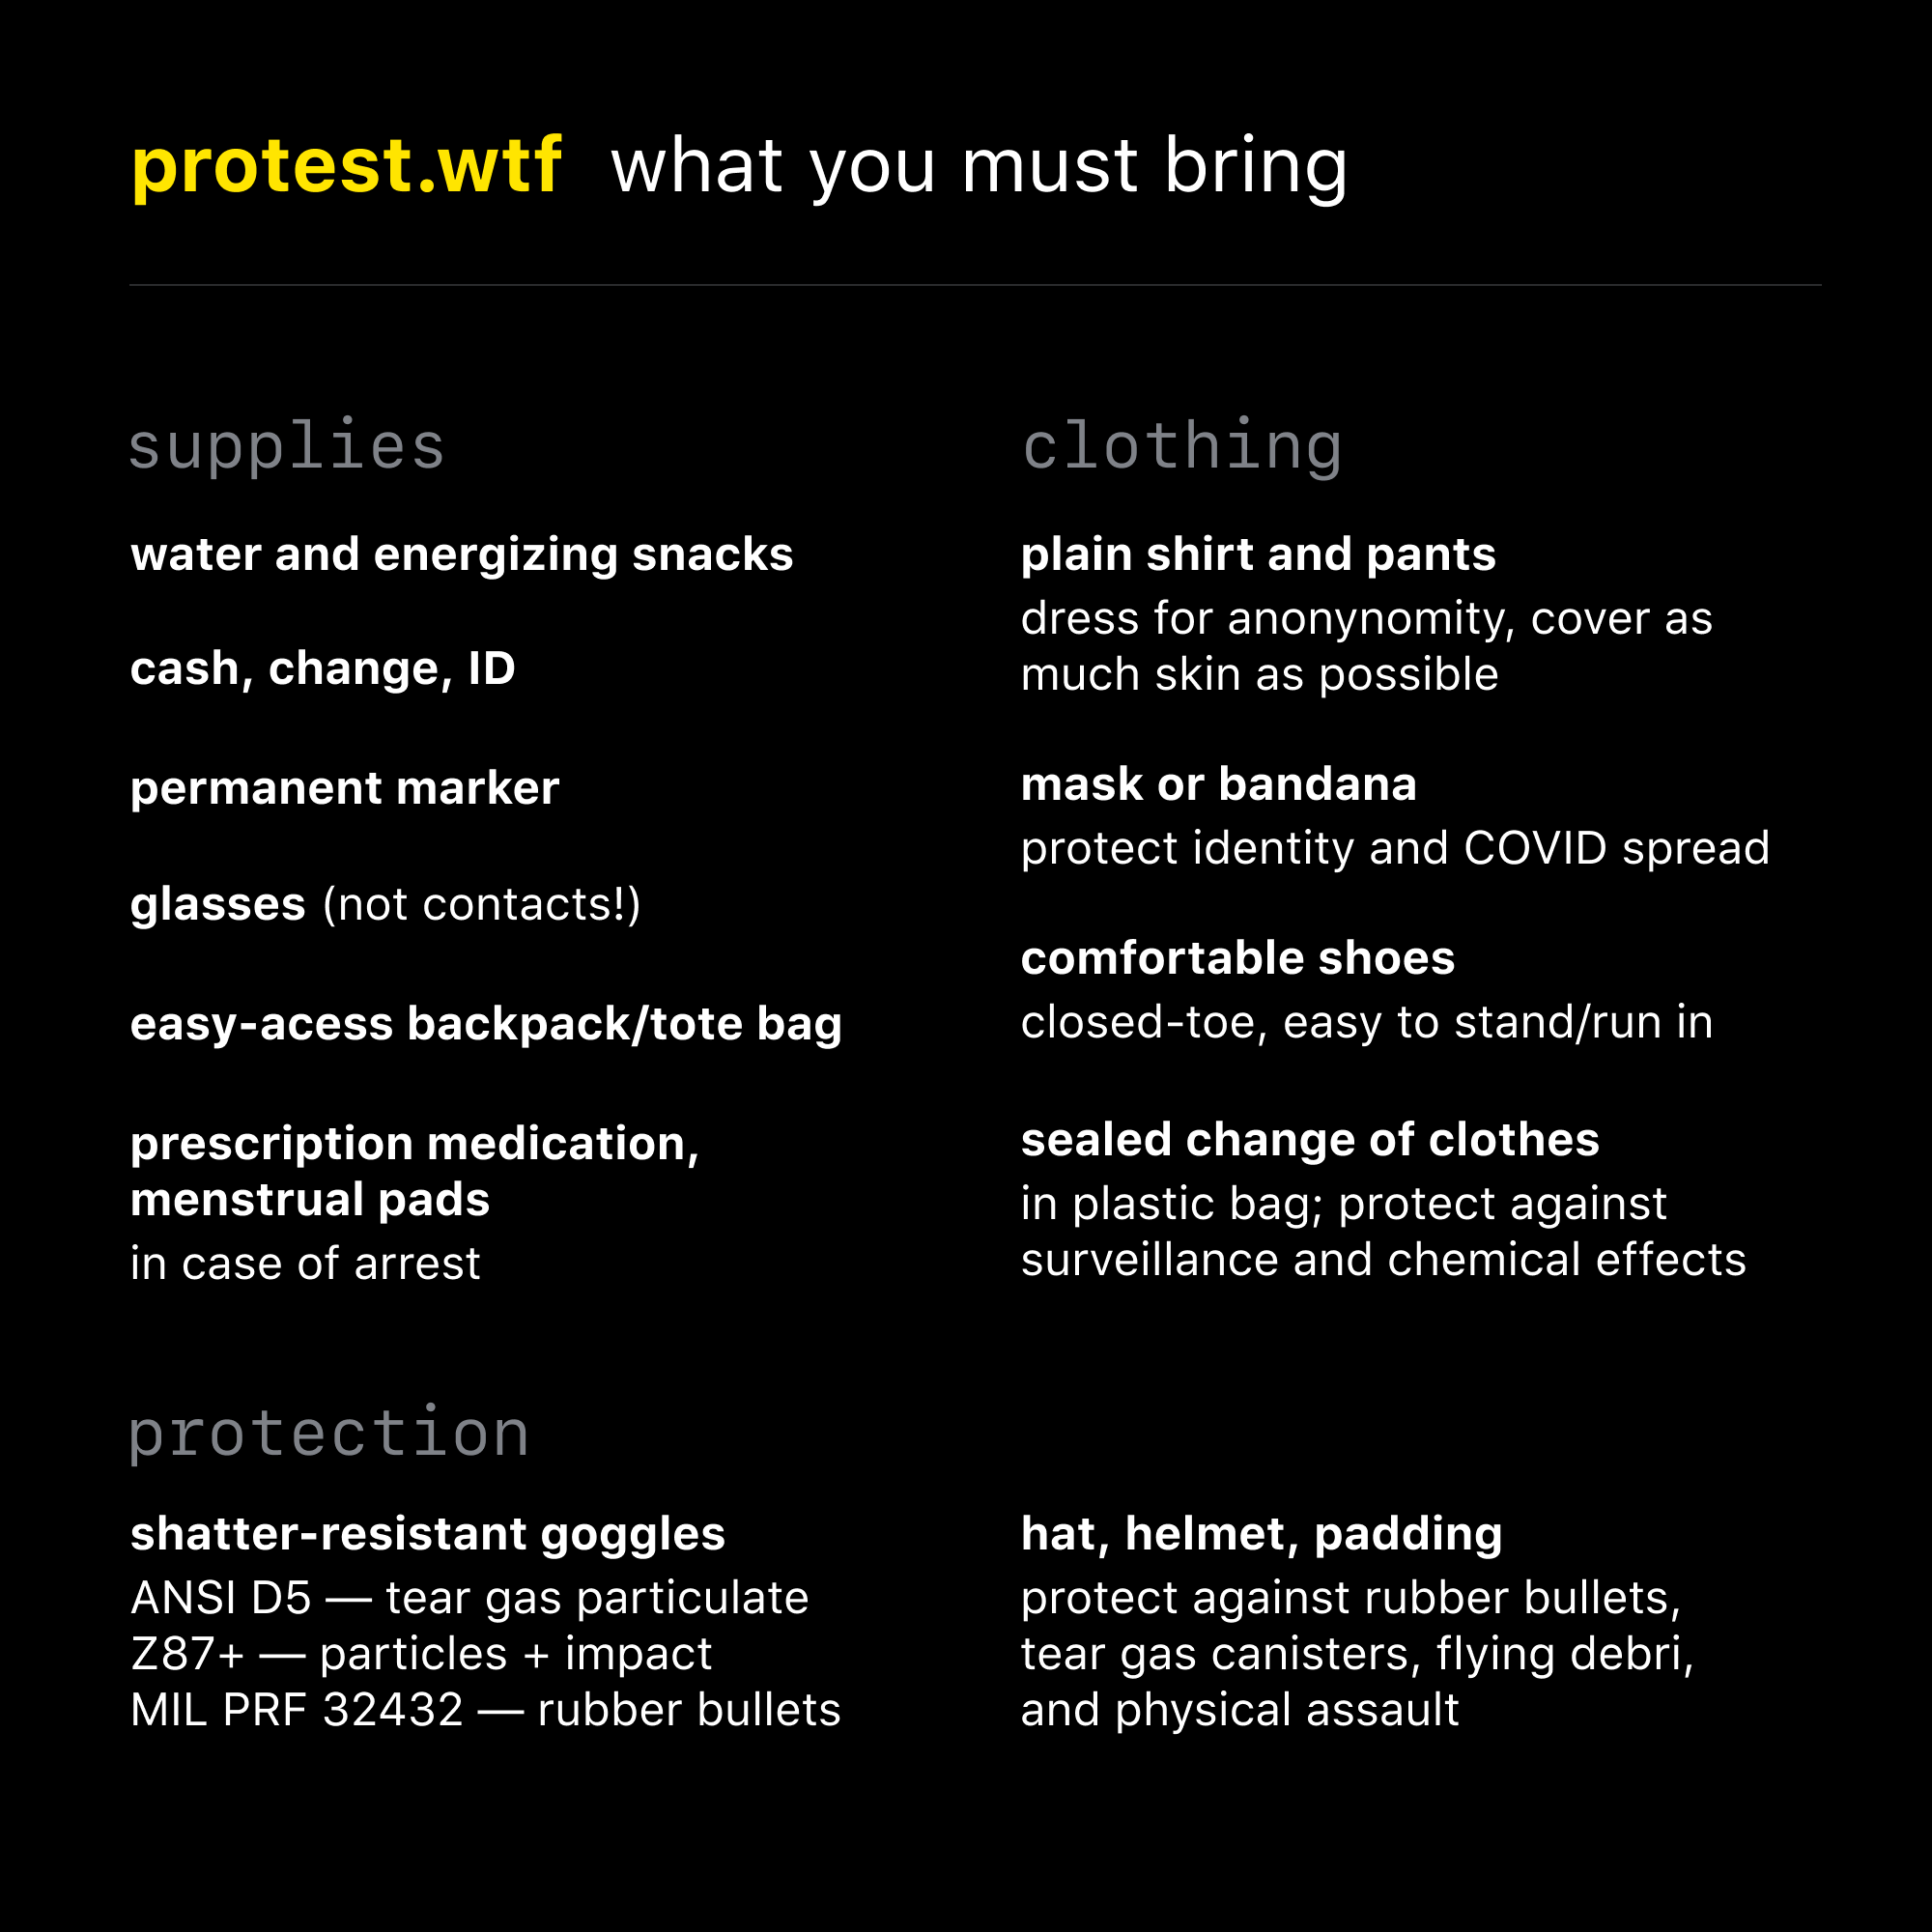 protest.wtf what you must bring
supplies
water and energizing snacks
cash, change, ID
permanent marker
glasses (not contacts!)
easy-acess backpack/tote bag
prescription medication,
menstrual pads
in case of arrest
clothing
plain shirt and pants
dress for anonynomity, cover as
much skin as possible
mask or bandana
protect identity and COVID spread
comfortable shoes
closed-toe, easy to stand/run in
sealed change of clothes
in plastic bag; protect against
surveillance and chemical effects
protection
shatter-resistant goggles
ANSI D5 — tear gas particulate
Z87+ — particles + impact
MIL PRF 32432 — rubber bullets
hat, helmet, padding
protect against rubber bullets,
tear gas canisters, flying debri,
and physical assault